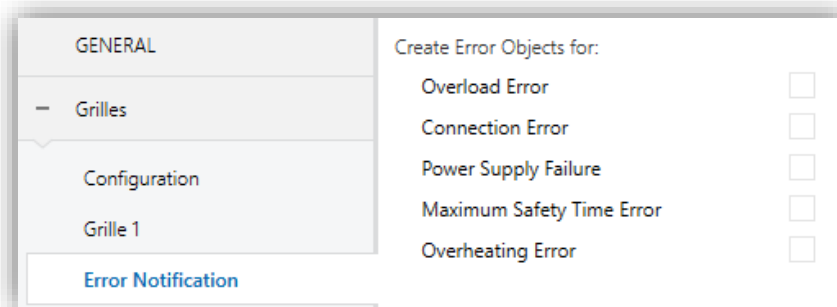 GENERAL
Grilles
Configuration
Grille 1
Error Notification
Create Error Objects for:
Overload Error
Connection Error
Power Supply Failure
Maximum Safety Time Error
Overheating Error